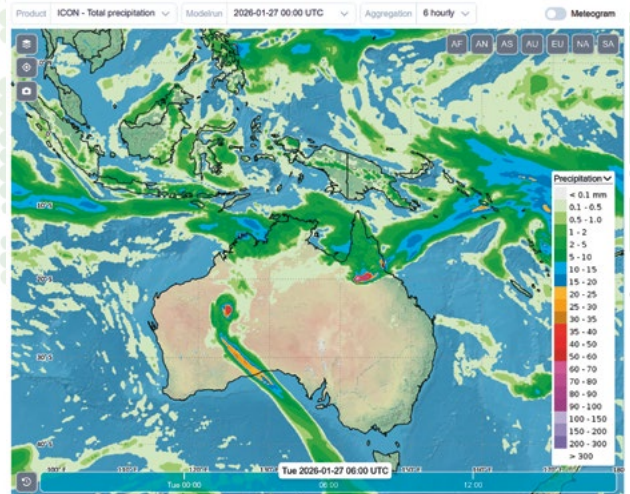 Product ICON - Total precipitation Modelrun 2026-01-27 00:00 UTC Aggregation 6 hourly Meteogram
AF AN AS AU EU NA SA
Precipitation
< 0.1 mm
0.1 - 0.5
0.5 - 1.0
1 - 2
2 - 5
5 - 10
10 - 15
15 - 20
20 - 25
25 - 30
30 - 35
35 - 40
40 - 50
50 - 60
60 - 70
70 - 80
80 - 90
90 - 100
100 - 150
150 - 200
200 - 300
> 300
10°S
30°S
40°S
Tue 2026-01-27 06:00 UTC
Tue 00:00 06:00 12:00